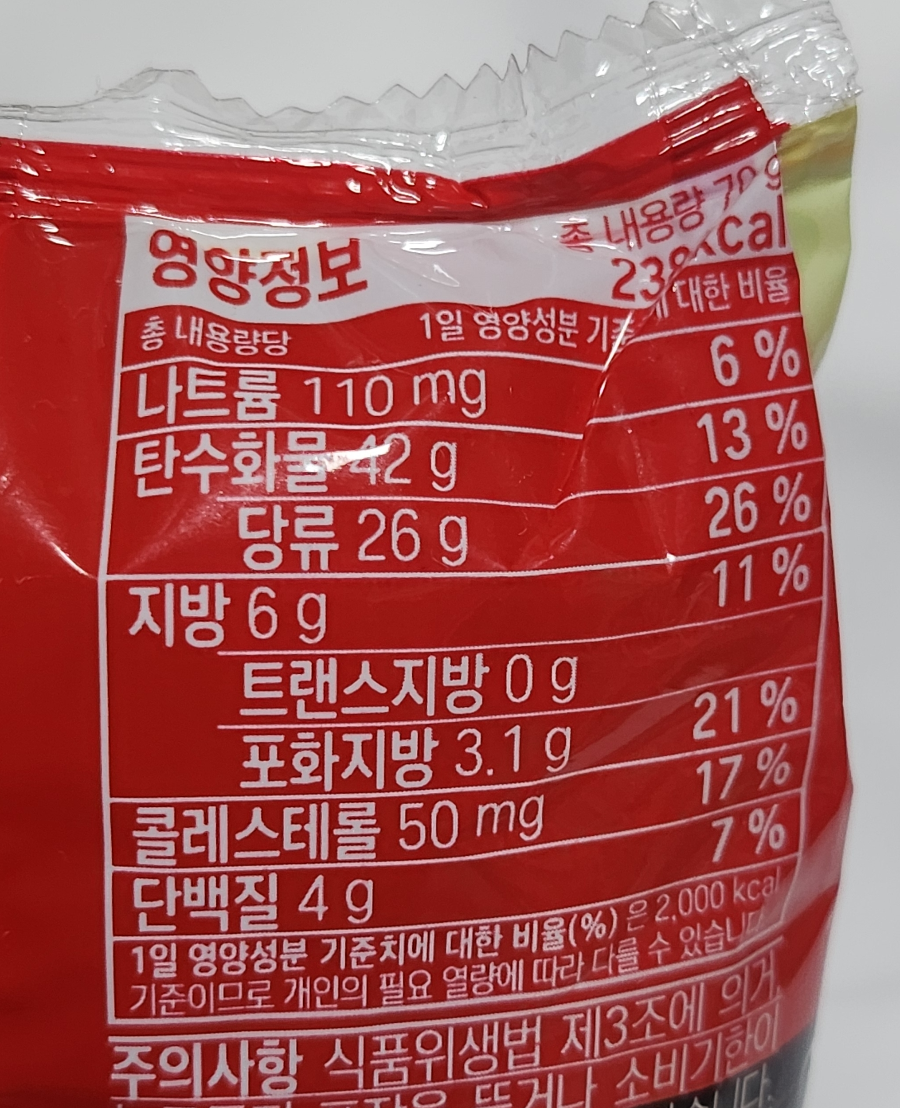 영양정보
총 내용량 70 g
238 kcal
총 내용량당 1일 영양성분 대한 비율
나트륨 110 mg 6 %
탄수화물 42 g 13 %
당류 26 g 26 %
지방 6 g 11 %
트랜스지방 0 g
포화지방 3.1 g 21 %
콜레스테롤 50 mg 17 %
단백질 4 g 7 %
1일 영양성분 기준치에 대한 비율(%)은 2,000 kcal
기준이므로 개인의 필요 열량에 따라 다를 수 있습니다
주의사항 식품위생법 제3조에 의거,
소비기한이